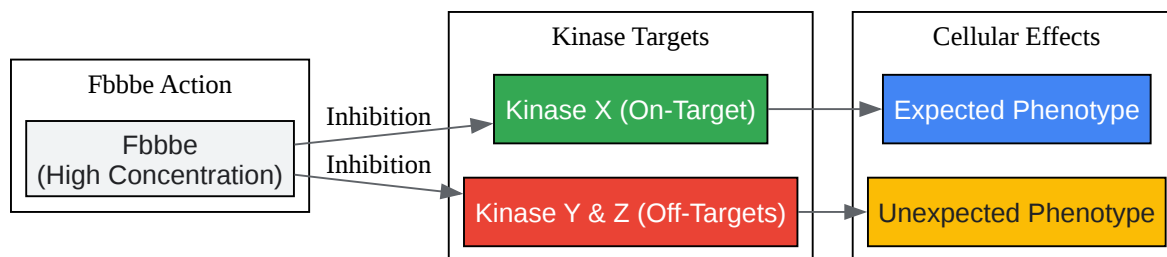 Fbbbe Action
Fbbbe
(High Concentration)
Inhibition
Inhibition
Kinase Targets
Kinase X (On-Target)
Kinase Y & Z (Off-Targets)
Cellular Effects
Expected Phenotype
Unexpected Phenotype